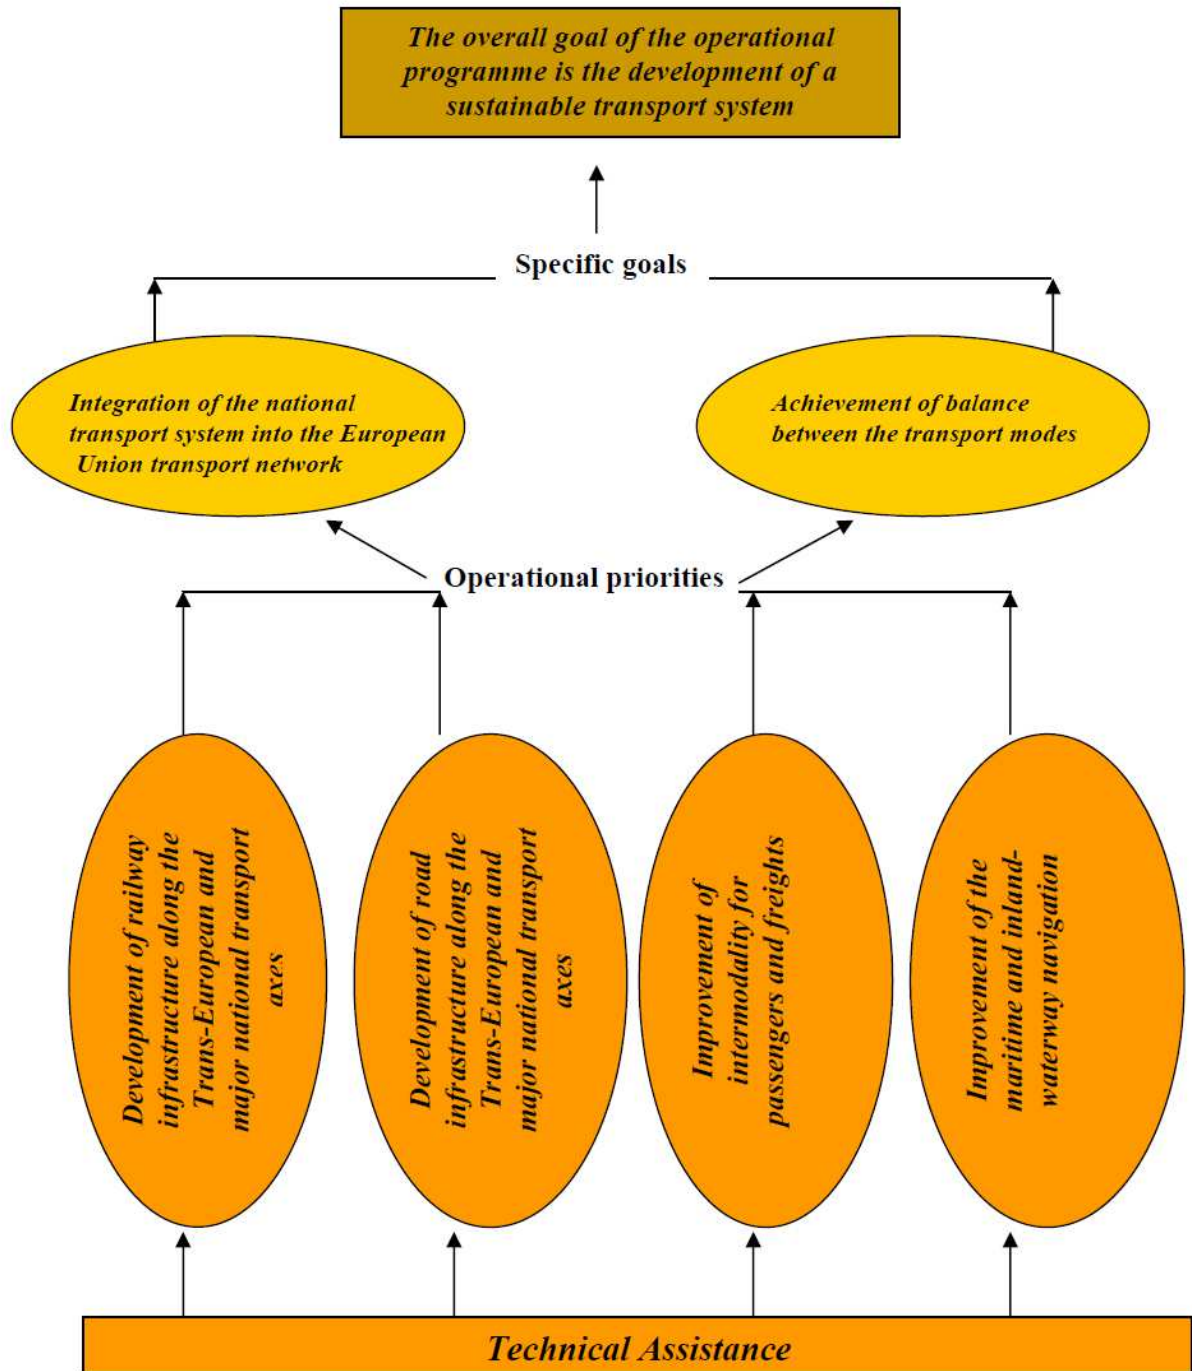 The overall goal of the operational
programme is the development of a
sustainable transport system
Specific goals
Integration of the national
transport system into the European
Union transport network
Achievement of balance
between the transport modes
Operational priorities
Development of railway
infrastructure along the
Trans-European and
major national transport
axes
Development of road
infrastructure along the
Trans-European and
major national transport
axes
Improvement of
intermodality for
passengers and freights
Improvement of the
maritime and inland-
waterway navigation
Technical Assistance